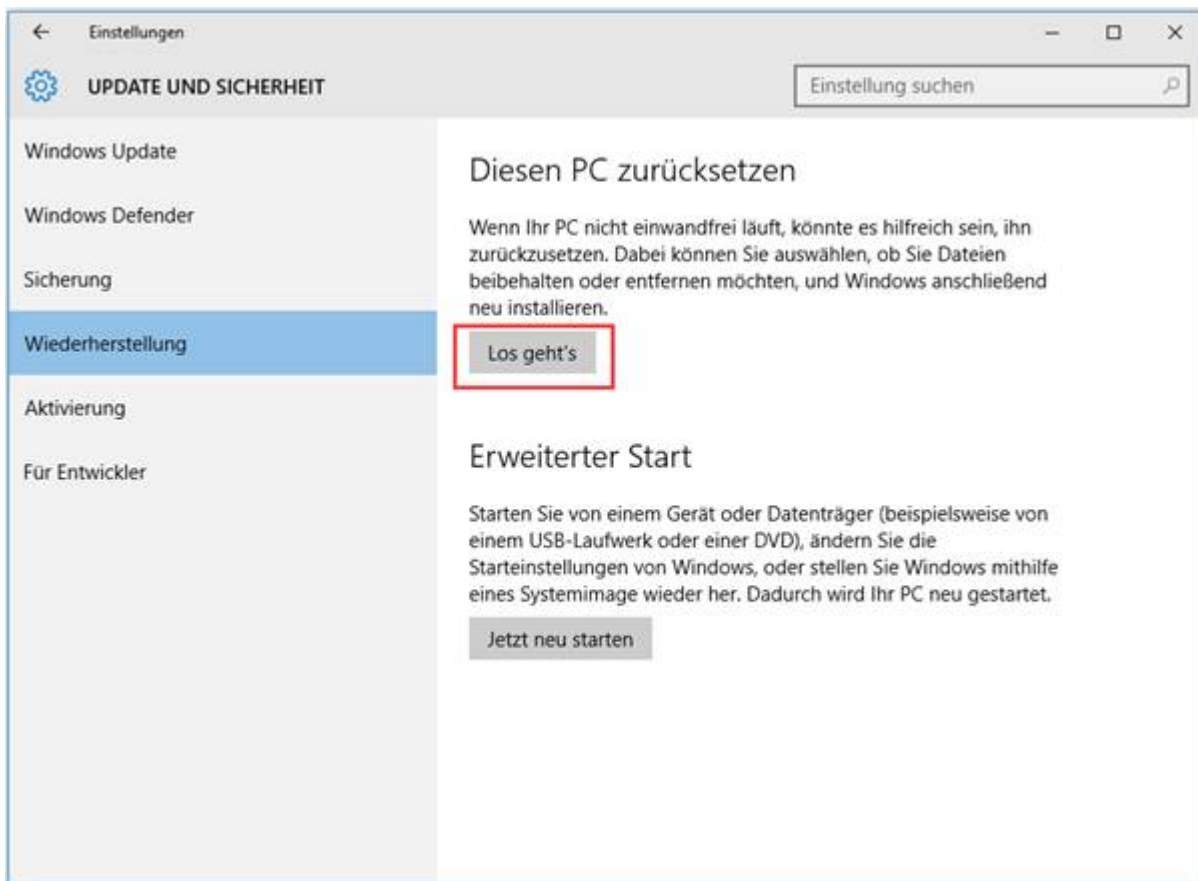 Einstellungen
UPDATE UND SICHERHEIT
Einstellung suchen
Windows Update
Windows Defender
Sicherung
Wiederherstellung
Aktivierung
Für Entwickler
Diesen PC zurücksetzen
Wenn Ihr PC nicht einwandfrei läuft, könnte es hilfreich sein, ihn
zurückzusetzen. Dabei können Sie auswählen, ob Sie Dateien
beibehalten oder entfernen möchten, und Windows anschließend
neu installieren.
Los geht's
Erweiterter Start
Starten Sie von einem Gerät oder Datenträger (beispielsweise von
einem USB-Laufwerk oder einer DVD), ändern Sie die
Starteinstellungen von Windows, oder stellen Sie Windows mithilfe
eines Systemimage wieder her. Dadurch wird Ihr PC neu gestartet.
Jetzt neu starten